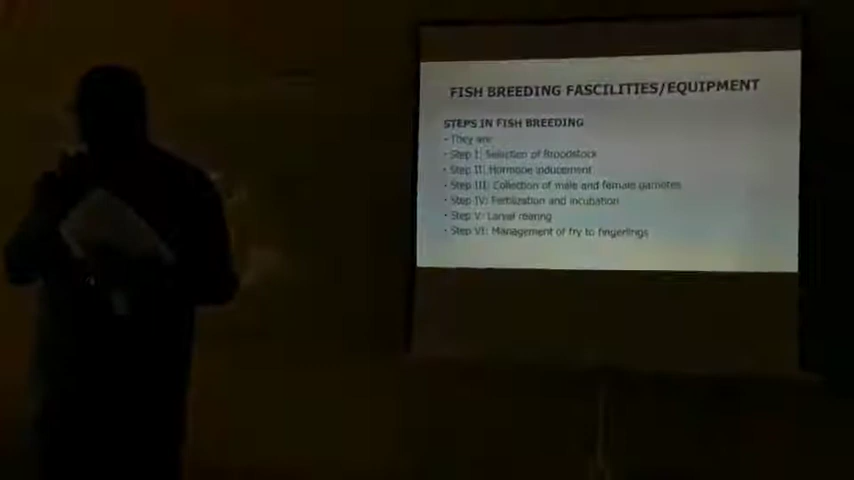 FISH BREEDING FASCILITIES/EQUIPMENT
STEPS IN FISH BREEDING
- They are
- Step I: Selection of Broodstock
- Step II: Hormone inducement
- Step III: Collection of male and female gametes
- Step IV: Fertilization and incubation
- Step V: Larval rearing
- Step VI: Management of fry to fingerlings